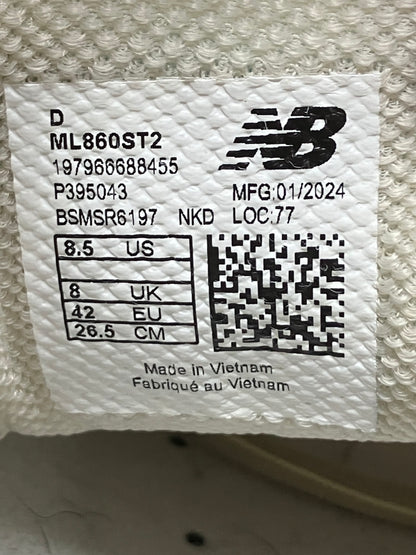 D
ML860ST2
197966688455
P395043 MFG:01/2024
BSMSR6197 NKD LOC:77
NB
8.5 US
8 UK
42 EU
26.5 CM
Made in Vietnam
Fabriqué au Vietnam